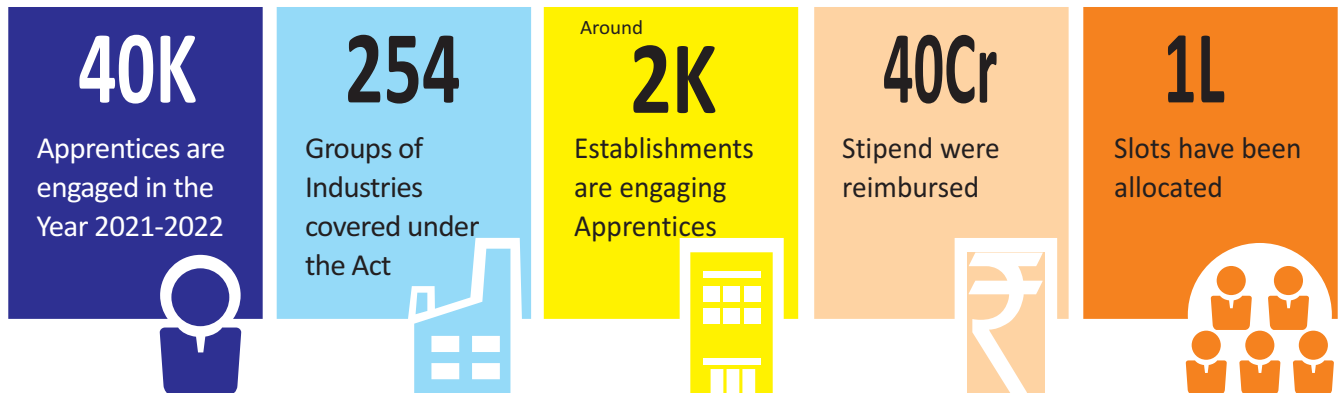 40K
Apprentices are
engaged in the
Year 2021-2022
254
Groups of
Industries
covered under
the Act
Around
2K
Establishments
are engaging
Apprentices
40Cr
Stipend were
reimbursed
1L
Slots have been
allocated
₹